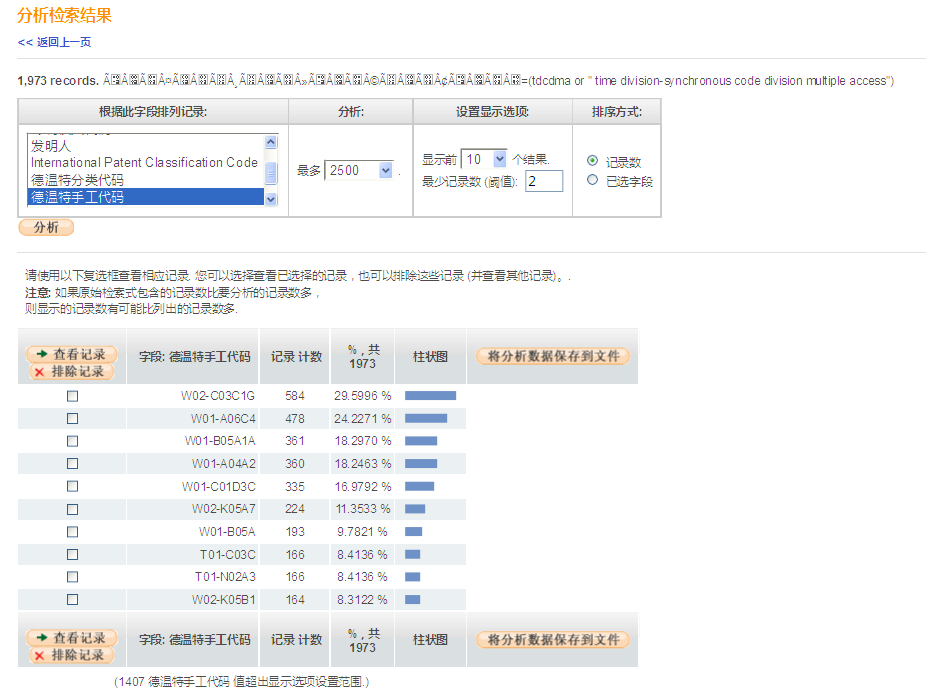 分析检索结果
<< 返回上一页
1,973 records.
=(tdcdma or " time division-synchronous code division multiple access")
根据此字段排列记录: 分析: 设置显示选项: 排序方式:
发明人
International Patent Classification Code
德温特分类代码
德温特手工代码
最多 2500 .
显示前 10 个结果.
最少记录数 (阈值): 2
记录数
已选字段
分析
请使用以下复选框查看相应记录. 您可以选择查看已选择的记录，也可以排除这些记录 (并查看其他记录)。.
注意: 如果原始检索式包含的记录数比要分析的记录数多，
则显示的记录数有可能比列出的记录数多.
查看记录
排除记录
字段: 德温特手工代码 记录 计数 %，共 1973 柱状图 将分析数据保存到文件
W02-C03C1G 584 29.5996 %
W01-A06C4 478 24.2271 %
W01-B05A1A 361 18.2970 %
W01-A04A2 360 18.2463 %
W01-C01D3C 335 16.9792 %
W02-K05A7 224 11.3533 %
W01-B05A 193 9.7821 %
T01-C03C 166 8.4136 %
T01-N02A3 166 8.4136 %
W02-K05B1 164 8.3122 %
查看记录
排除记录
字段: 德温特手工代码 记录 计数 %，共 1973 柱状图 将分析数据保存到文件
(1407 德温特手工代码 值超出显示选项设置范围.)